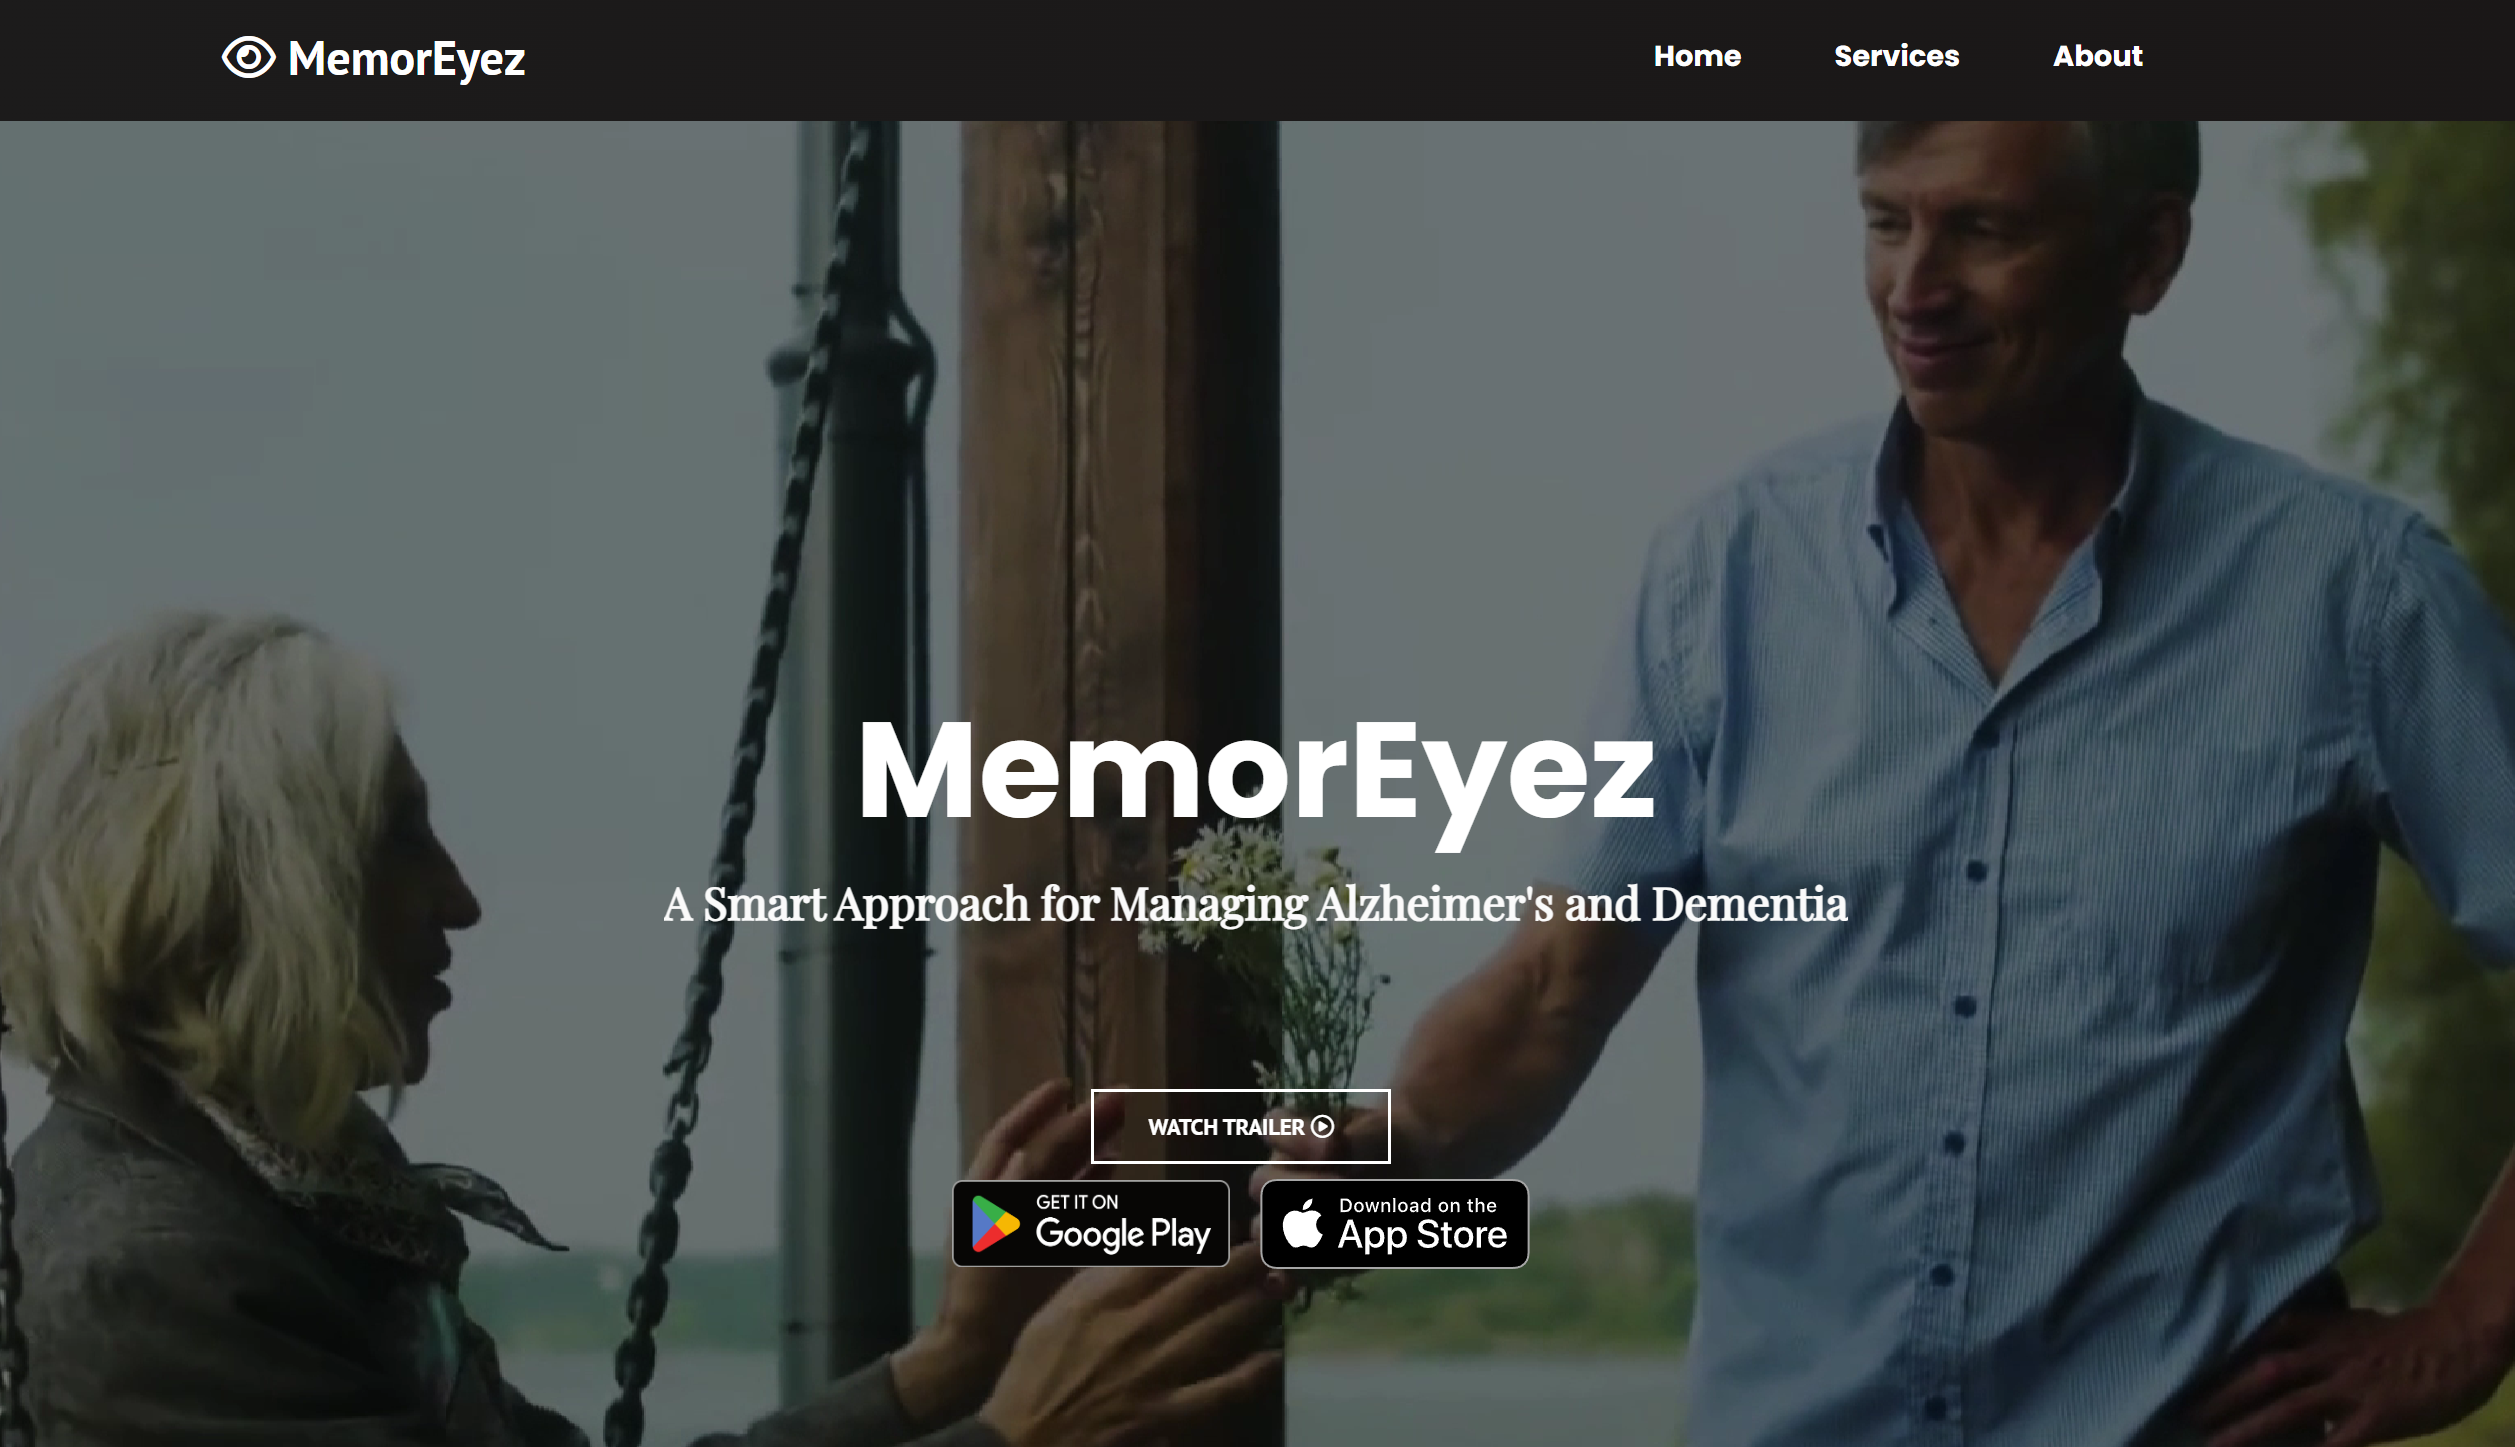 MemorEyez
Home
Services
About
MemorEyez
A Smart Approach for Managing Alzheimer's and Dementia
WATCH TRAILER
GET IT ON
Google Play
Download on the
App Store